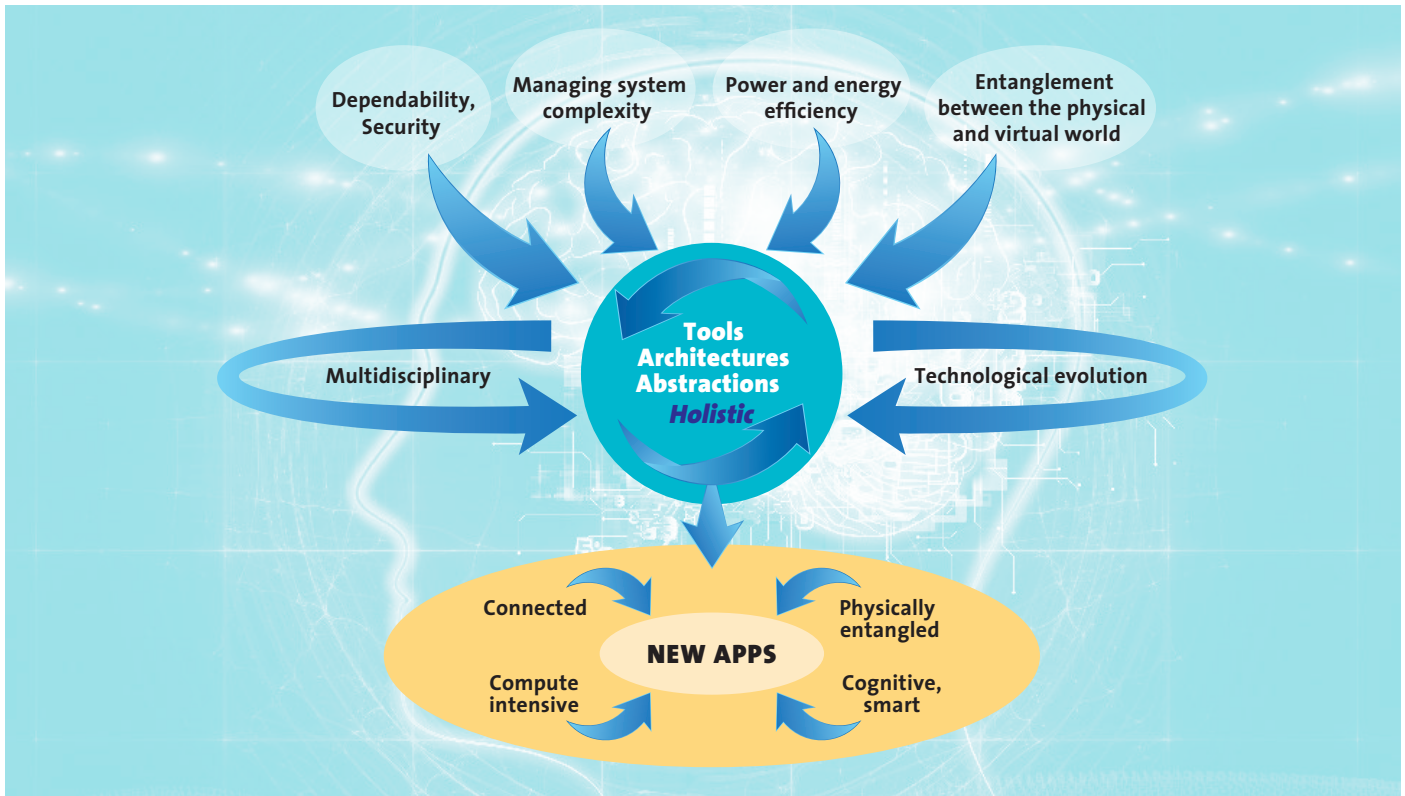 Dependability,
Security
Managing system
complexity
Power and energy
efficiency
Entanglement
between the physical
and virtual world
Multidisciplinary
Tools
Architectures
Abstractions
Holistic
Technological evolution
Connected
Physically
entangled
NEW APPS
Compute
intensive
Cognitive,
smart